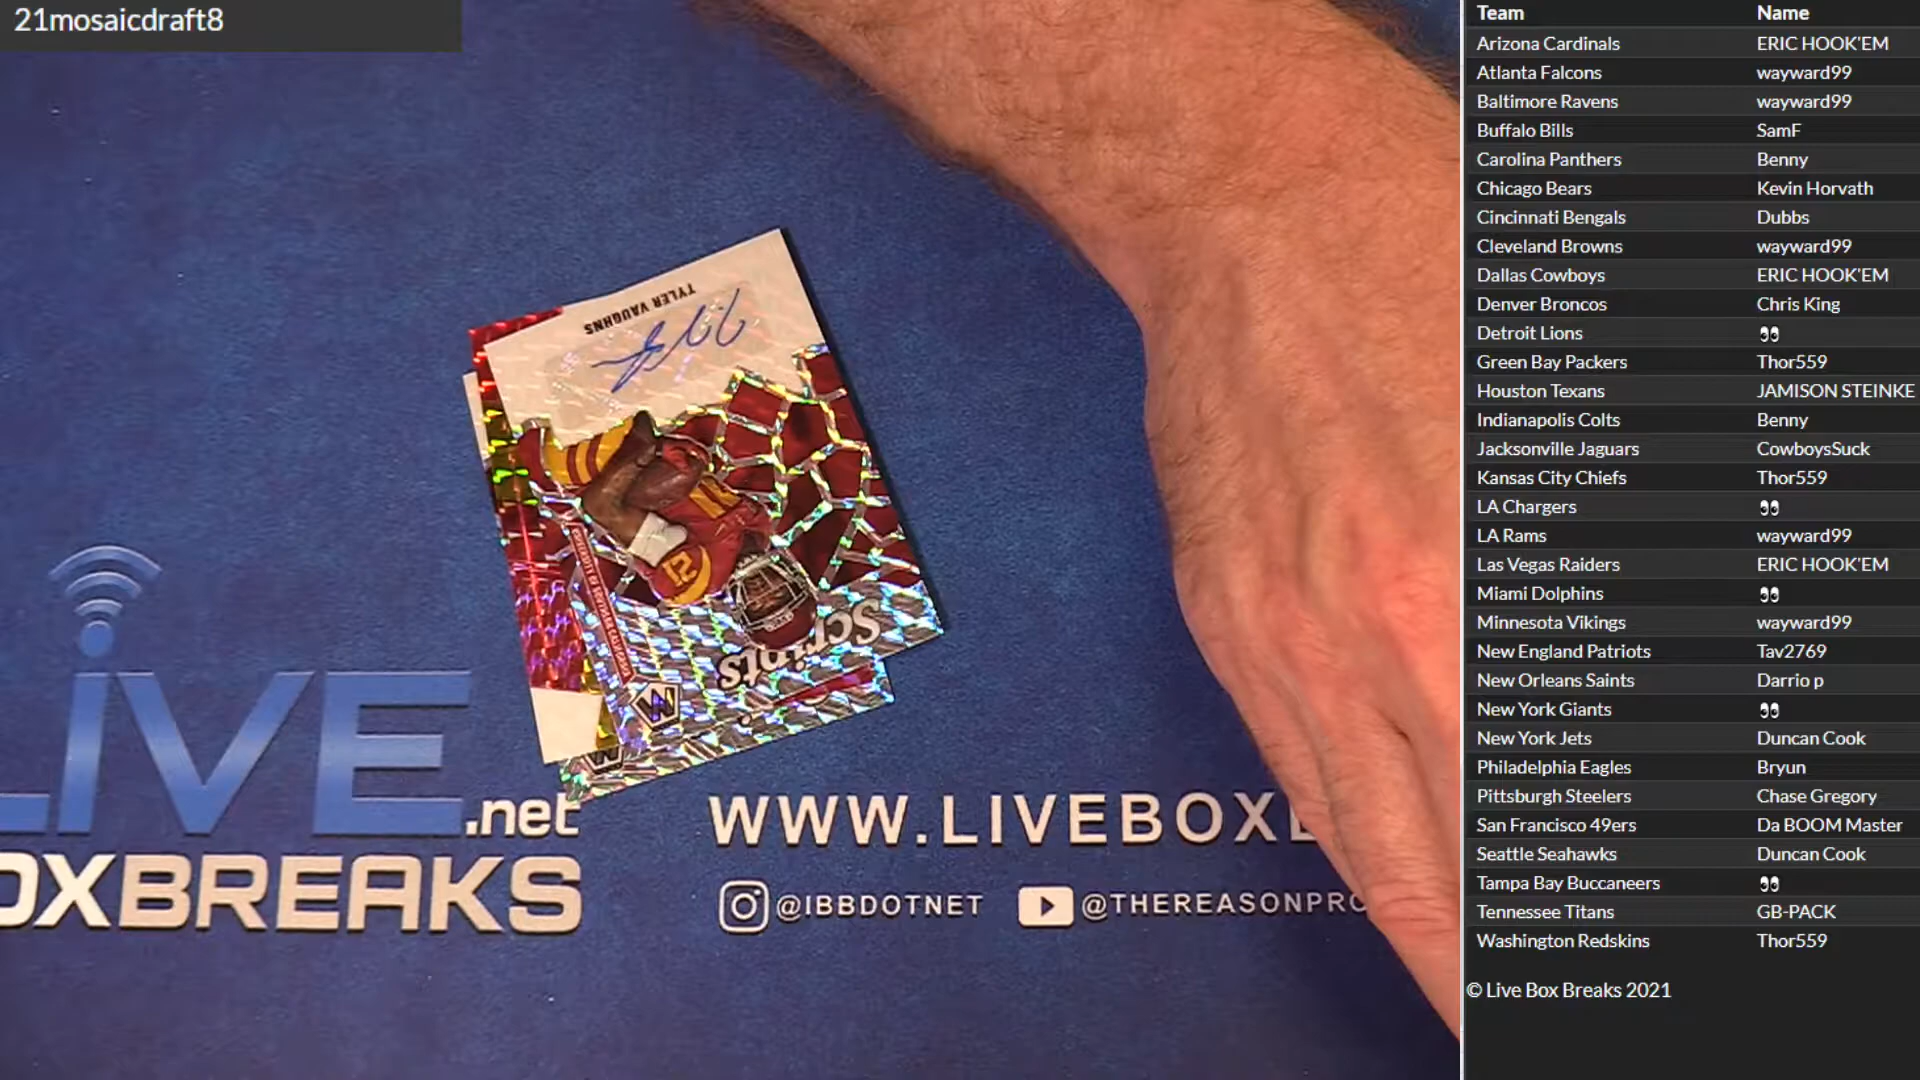 21mosaicdraft8
Team Name
Arizona Cardinals ERIC HOOK'EM
Atlanta Falcons wayward99
Baltimore Ravens wayward99
Buffalo Bills SamF
Carolina Panthers Benny
Chicago Bears Kevin Horvath
Cincinnati Bengals Dubbs
Cleveland Browns wayward99
Dallas Cowboys ERIC HOOK'EM
Denver Broncos Chris King
Detroit Lions 👀
Green Bay Packers Thor559
Houston Texans JAMISON STEINKE
Indianapolis Colts Benny
Jacksonville Jaguars CowboysSuck
Kansas City Chiefs Thor559
LA Chargers 👀
LA Rams wayward99
Las Vegas Raiders ERIC HOOK'EM
Miami Dolphins 👀
Minnesota Vikings wayward99
New England Patriots Tav2769
New Orleans Saints Darrio p
New York Giants 👀
New York Jets Duncan Cook
Philadelphia Eagles Bryun
Pittsburgh Steelers Chase Gregory
San Francisco 49ers Da BOOM Master
Seattle Seahawks Duncan Cook
Tampa Bay Buccaneers 👀
Tennessee Titans GB-PACK
Washington Redskins Thor559
© Live Box Breaks 2021
TYLER VAUGHNS
12
UNIVERSITY OF SOUTHERN CALIFORNIA
M
LIVE
.net
OXBREAKS
WWW.LIVEBOX
@IBBDOTNET
@THEREASONPRO